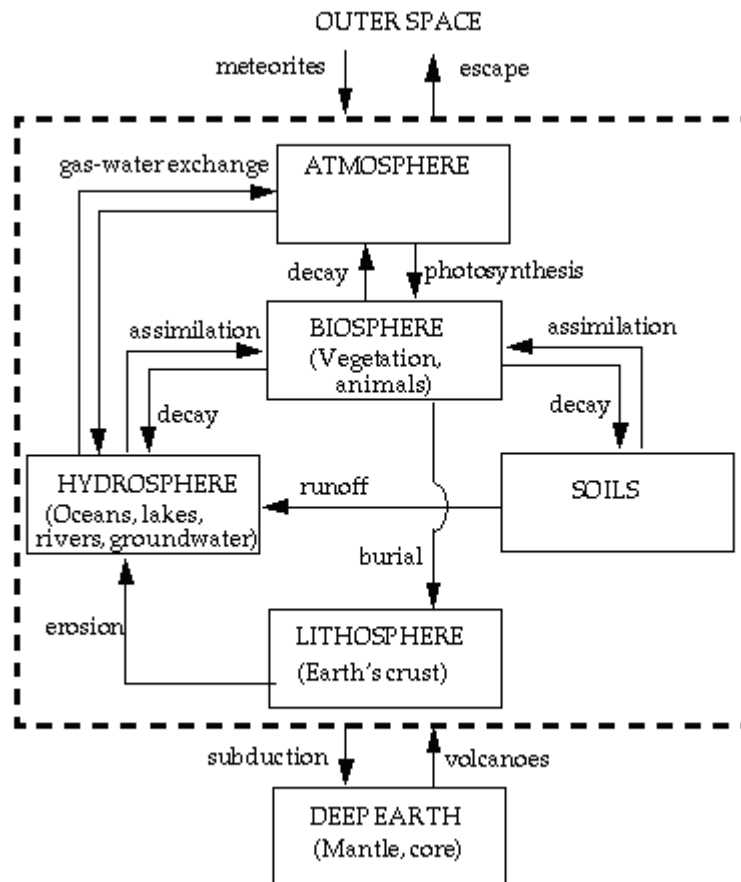 OUTER SPACE
meteorites
escape
gas-water exchange
ATMOSPHERE
decay
photosynthesis
assimilation
BIOSPHERE
(Vegetation,
animals)
assimilation
decay
decay
HYDROSPHERE
(Oceans, lakes,
rivers, groundwater)
runoff
SOILS
burial
erosion
LITHOSPHERE
(Earth's crust)
subduction
volcanoes
DEEP EARTH
(Mantle, core)